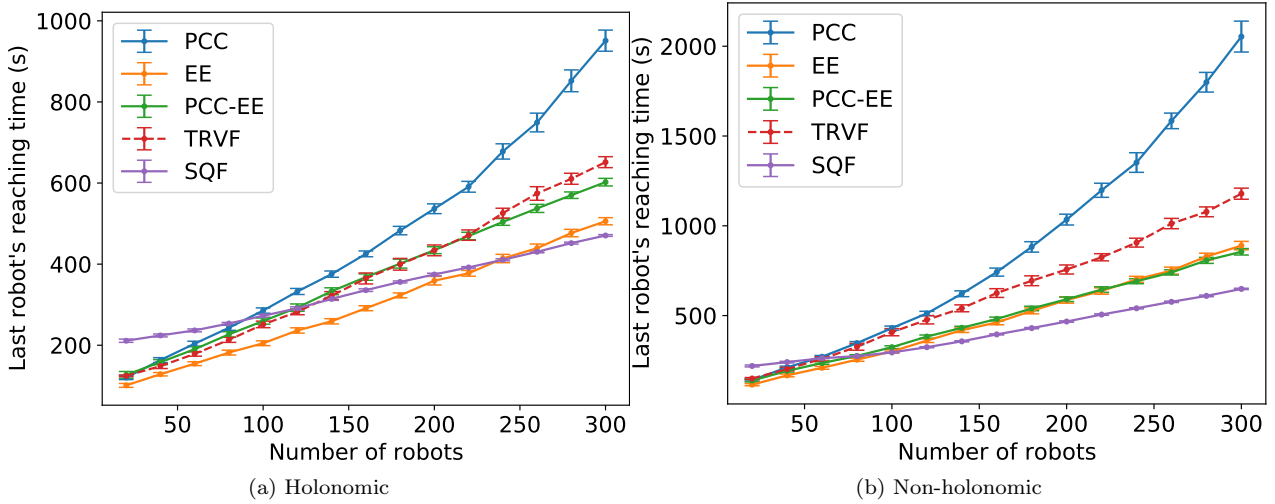 Last robot's reaching time (s)
1000
800
600
400
200
PCC
EE
PCC-EE
TRVF
SQF
50 100 150 200 250 300
Number of robots
(a) Holonomic
Last robot's reaching time (s)
2000
1500
1000
500
PCC
EE
PCC-EE
TRVF
SQF
50 100 150 200 250 300
Number of robots
(b) Non-holonomic